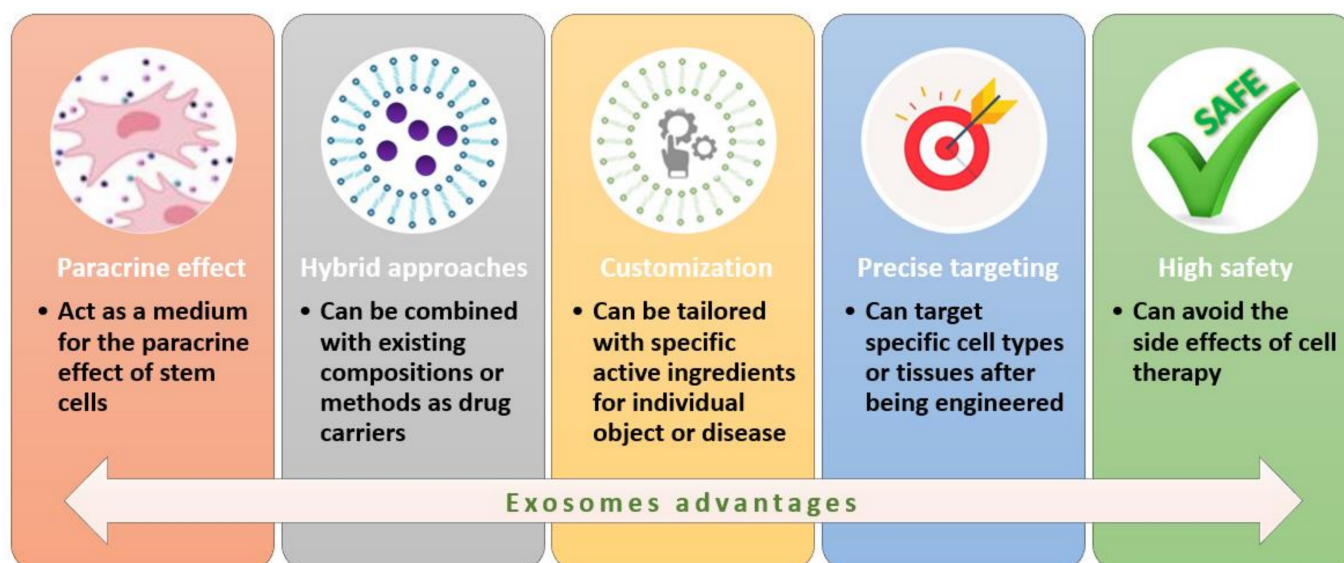 SAFE
Paracrine effect
• Act as a medium
for the paracrine
effect of stem
cells
Hybrid approaches
• Can be combined
with existing
compositions or
methods as drug
carriers
Customization
• Can be tailored
with specific
active ingredients
for individual
object or disease
Precise targeting
• Can target
specific cell types
or tissues after
being engineered
High safety
• Can avoid the
side effects of cell
therapy
Exosomes advantages